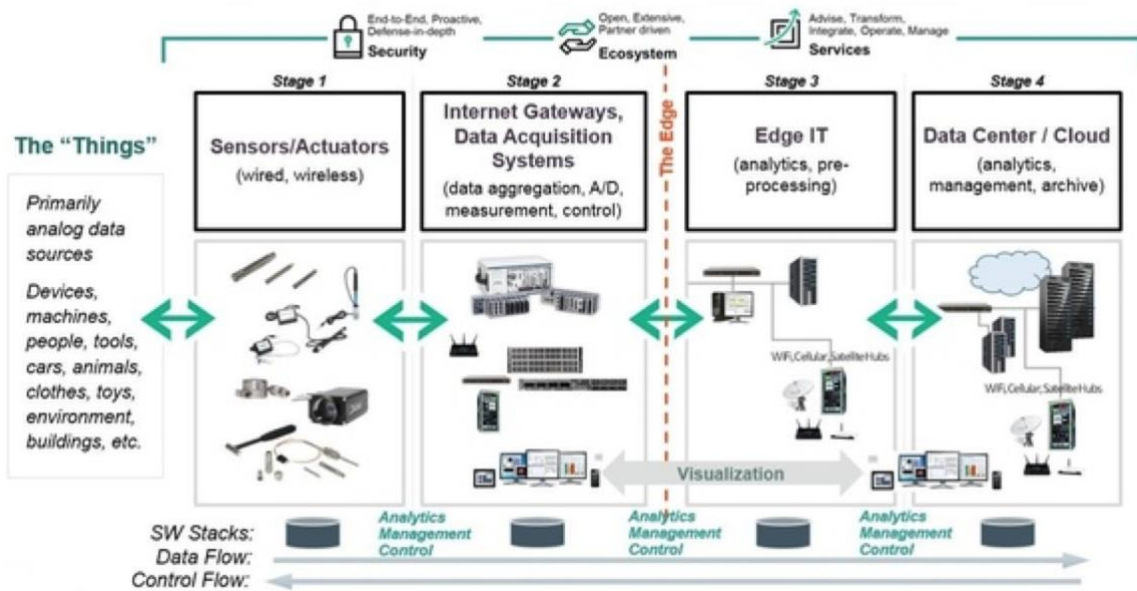 End-to-End, Proactive,
Defense-in-depth
Security
Open, Extensive,
Partner driven
Ecosystem
Advise, Transform,
Integrate, Operate, Manage
Services
Stage 1
Stage 2
Stage 3
Stage 4
The "Things"
Primarily
analog data
sources
Devices,
machines,
people, tools,
cars, animals,
clothes, toys,
environment,
buildings, etc.
Sensors/Actuators
(wired, wireless)
Internet Gateways,
Data Acquisition
Systems
(data aggregation, A/D,
measurement, control)
The Edge
Edge IT
(analytics, pre-
processing)
Data Center / Cloud
(analytics,
management, archive)
WiFi, Cellular, Satellite Hubs
WiFi, Cellular, Satellite Hubs
Visualization
SW Stacks:
Analytics
Management
Control
Analytics
Management
Control
Analytics
Management
Control
Data Flow:
Control Flow: